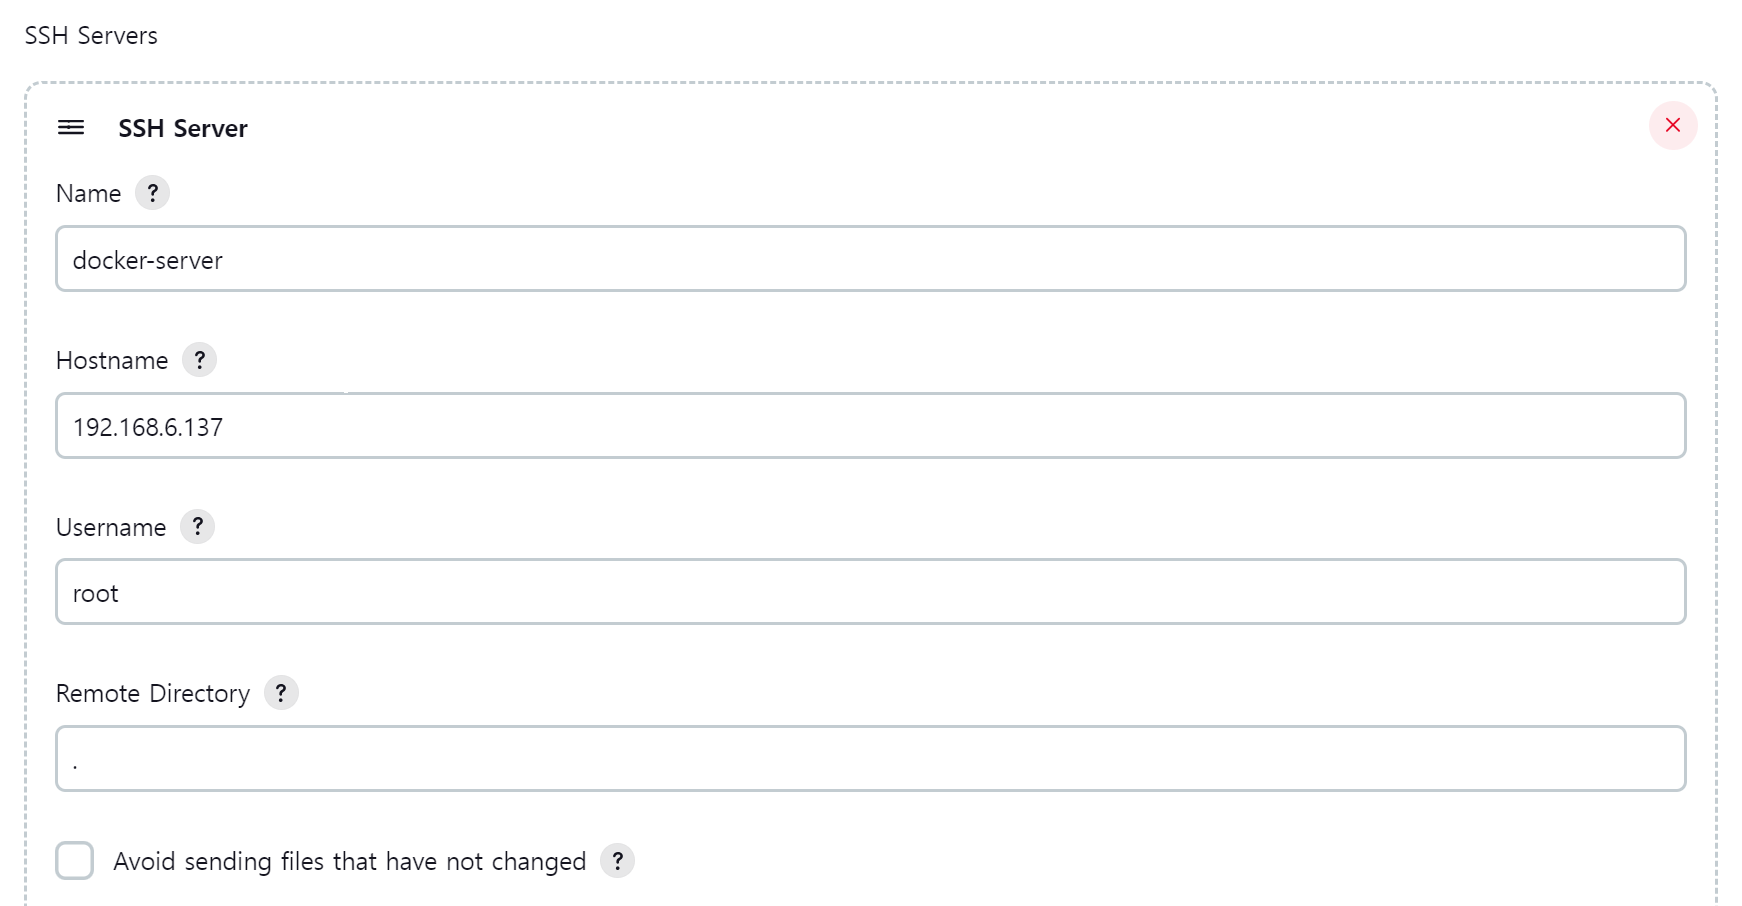 SSH Servers
SSH Server
Name ?
docker-server
Hostname ?
192.168.6.137
Username ?
root
Remote Directory ?
.
Avoid sending files that have not changed ?